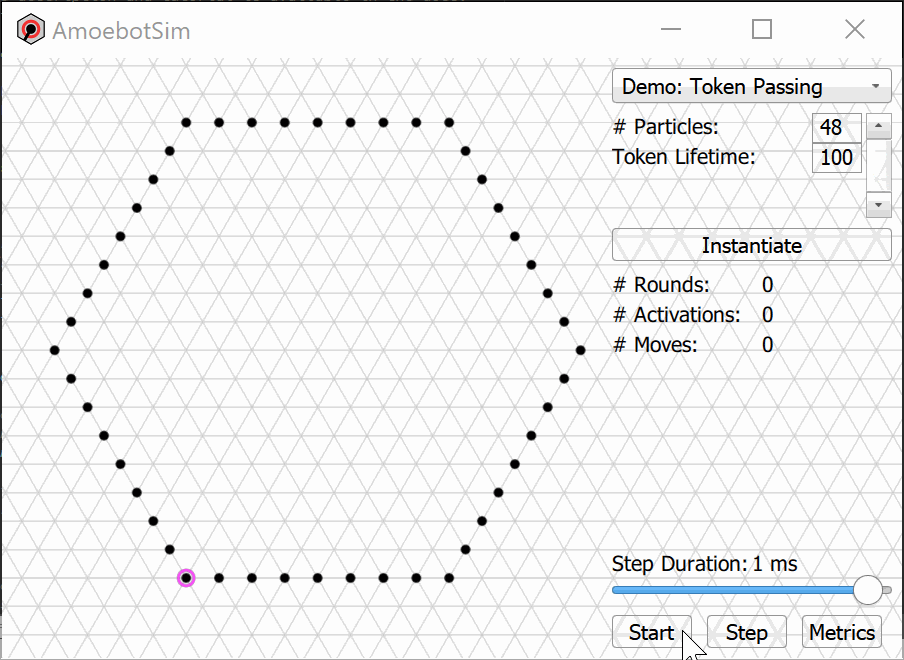 AmoebotSim
Demo: Token Passing
# Particles: 48
Token Lifetime: 100
Instantiate
# Rounds: 0
# Activations: 0
# Moves: 0
Step Duration: 1 ms
Start Step Metrics